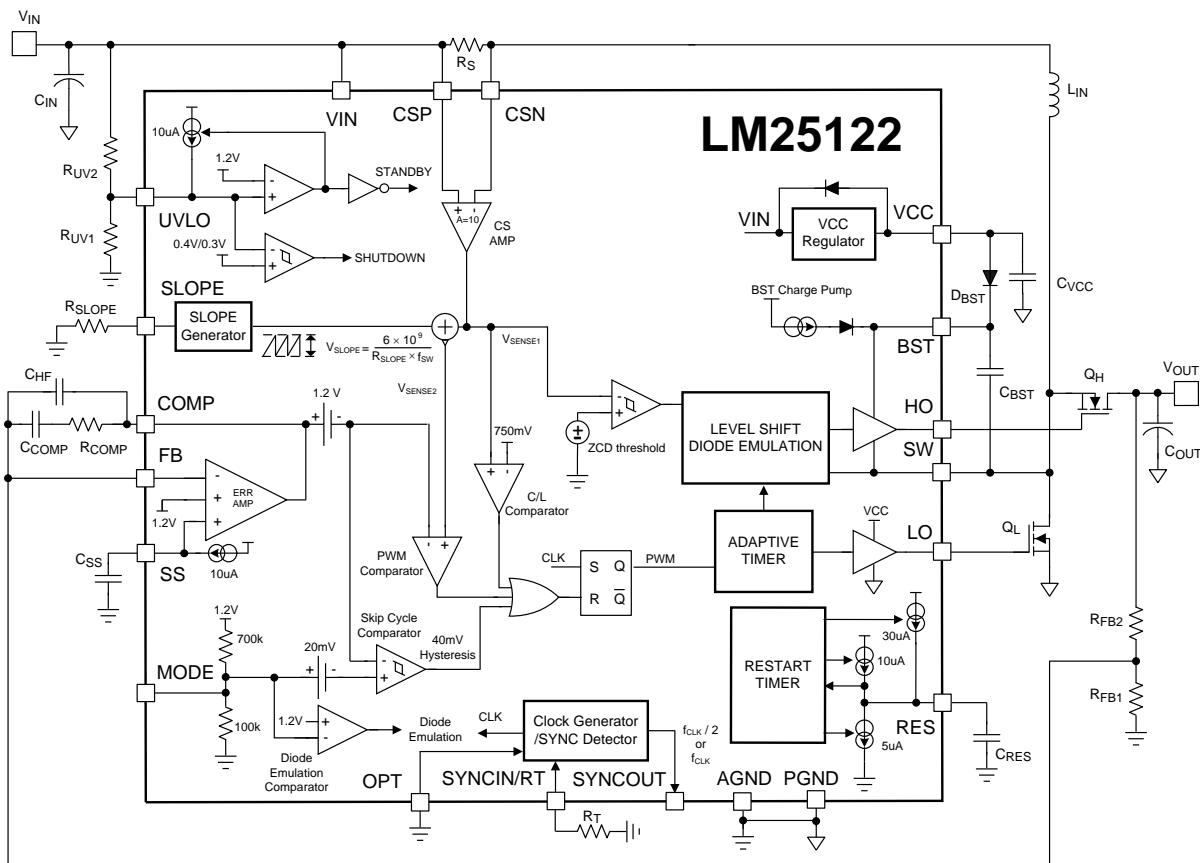 VIN
RS
CIN
LIN
LM25122
VIN
CSP
CSN
10uA
1.2V
STANDBY
RUV2
UVLO
RUV1
0.4V/0.3V
SHUTDOWN
+ -
A=10
CS
AMP
VIN
VCC
Regulator
VCC
DBST
CVCC
BST Charge Pump
BST
CBST
SLOPE
RSLOPE
SLOPE
Generator
VSLOPE = 6 × 10^9 / RSLOPE × fSW
VSENSE1
VSENSE2
CHF
COMP
CCOMP
RCOMP
1.2 V
+ -
FB
ERR
AMP
1.2V
SS
CSS
10uA
750mV
C/L
Comparator
ZCD threshold
LEVEL SHIFT
DIODE EMULATION
HO
SW
QH
VOUT
COUT
PWM
Comparator
CLK
S Q
R Q̅
PWM
ADAPTIVE
TIMER
VCC
LO
QL
1.2V
700k
20mV
+ -
Skip Cycle
Comparator
40mV
Hysteresis
MODE
100k
1.2V
Diode
Emulation
Comparator
Diode
Emulation
CLK
Clock Generator
/SYNC Detector
fCLK / 2
or
fCLK
RESTART
TIMER
30uA
10uA
5uA
RES
CRES
RFB2
RFB1
OPT
SYNCIN/RT
SYNCOUT
AGND
PGND
RT